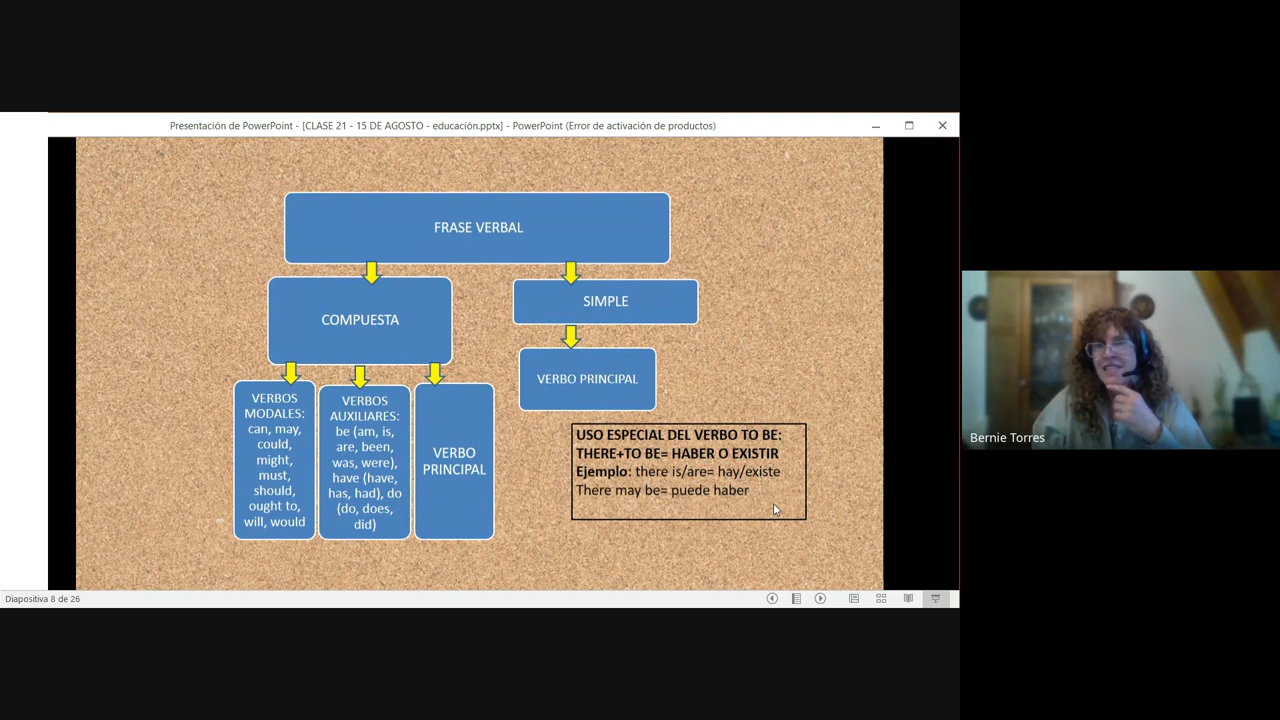 Presentación de PowerPoint - [CLASE 21 - 15 DE AGOSTO - educación.pptx] - PowerPoint (Error de activación de productos)
FRASE VERBAL
COMPUESTA
SIMPLE
VERBOS
MODALES:
can, may,
could,
might,
must,
should,
ought to,
will, would
VERBOS
AUXILIARES:
be (am, is,
are, been,
was, were),
have (have,
has, had), do
(do, does,
did)
VERBO
PRINCIPAL
VERBO PRINCIPAL
USO ESPECIAL DEL VERBO TO BE:
THERE+TO BE= HABER O EXISTIR
Ejemplo: there is/are= hay/existe
There may be= puede haber
Bernie Torres
Diapositiva 8 de 26